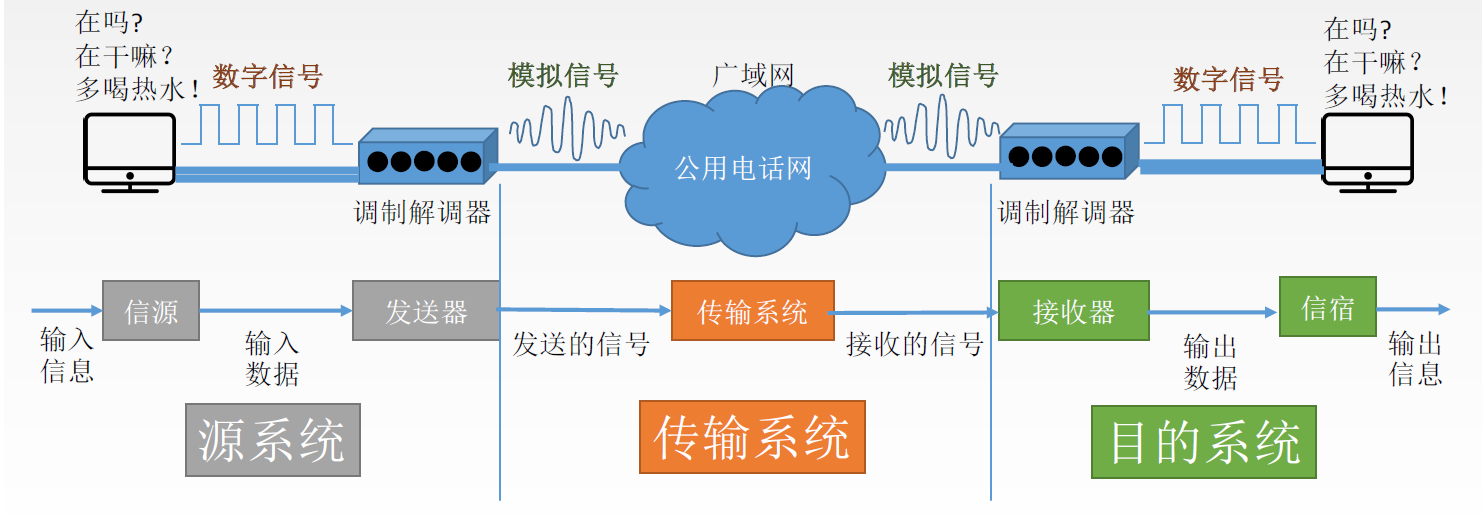 在吗?
在干嘛?
多喝热水!
数字信号
模拟信号
广域网
模拟信号
数字信号
在吗?
在干嘛?
多喝热水!
公用电话网
调制解调器
调制解调器
信源
发送器
传输系统
接收器
信宿
输入
信息
输入
数据
发送的信号
接收的信号
输出
数据
输出
信息
源系统
传输系统
目的系统